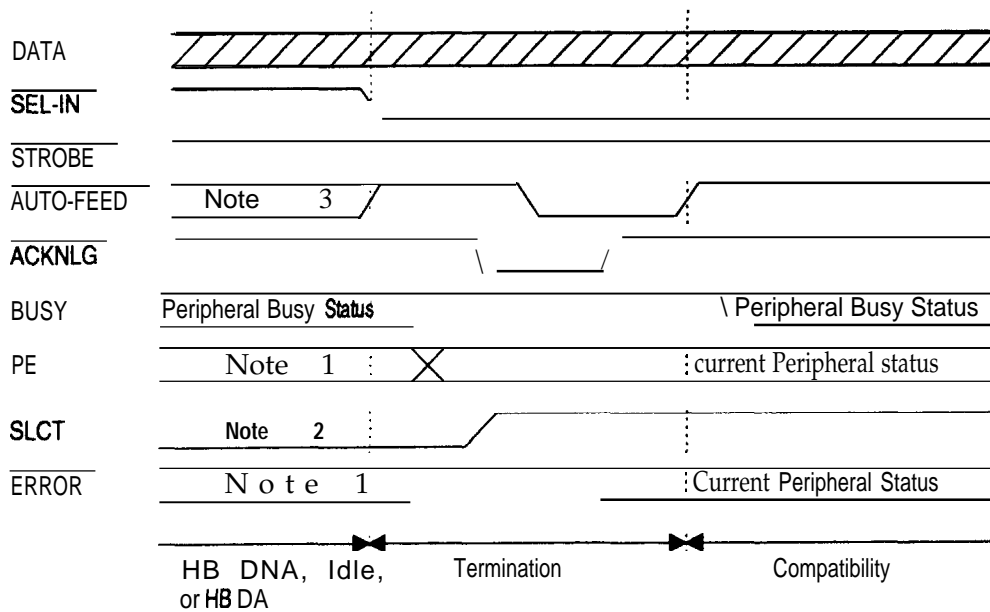 DATA
SEL-IN
STROBE
AUTO-FEED Note 3
ACKNLG
BUSY Peripheral Busy Status \ Peripheral Busy Status
PE Note 1 current Peripheral status
SLCT Note 2
ERROR Note 1 Current Peripheral Status
HB DNA, Idle, Termination Compatibility
or HB DA